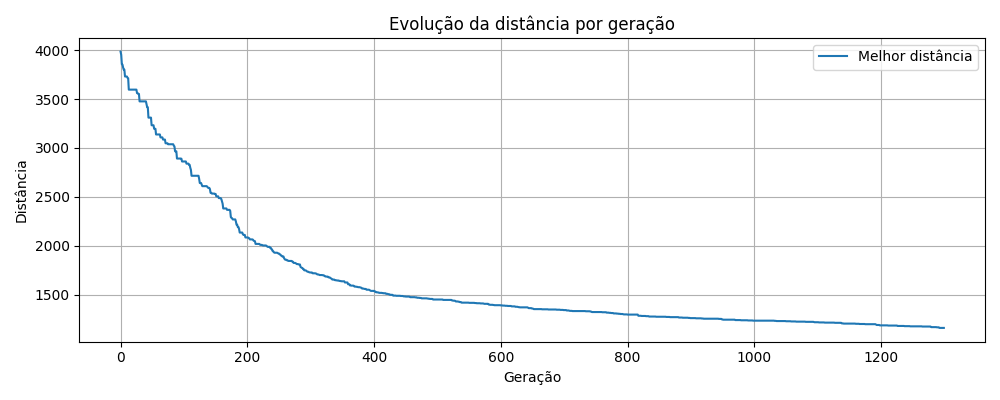 Evolução da distância por geração
Melhor distância
Distância
4000
3500
3000
2500
2000
1500
0 200 400 600 800 1000 1200
Geração